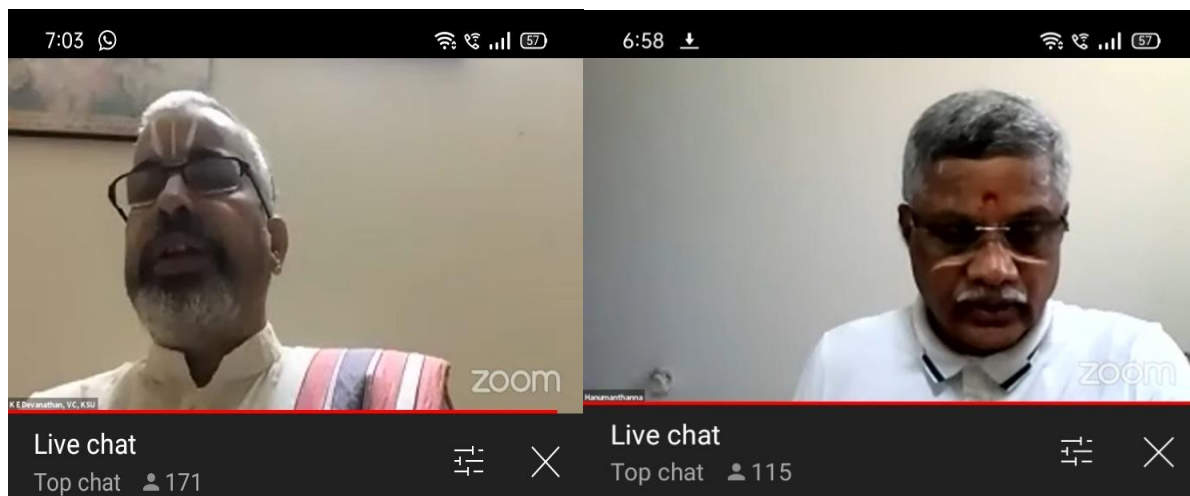 7:03
57
zoom
K E Devanathan, VC, KSU
Live chat
Top chat 171
6:58
57
zoom
Hanumanthanna
Live chat
Top chat 115